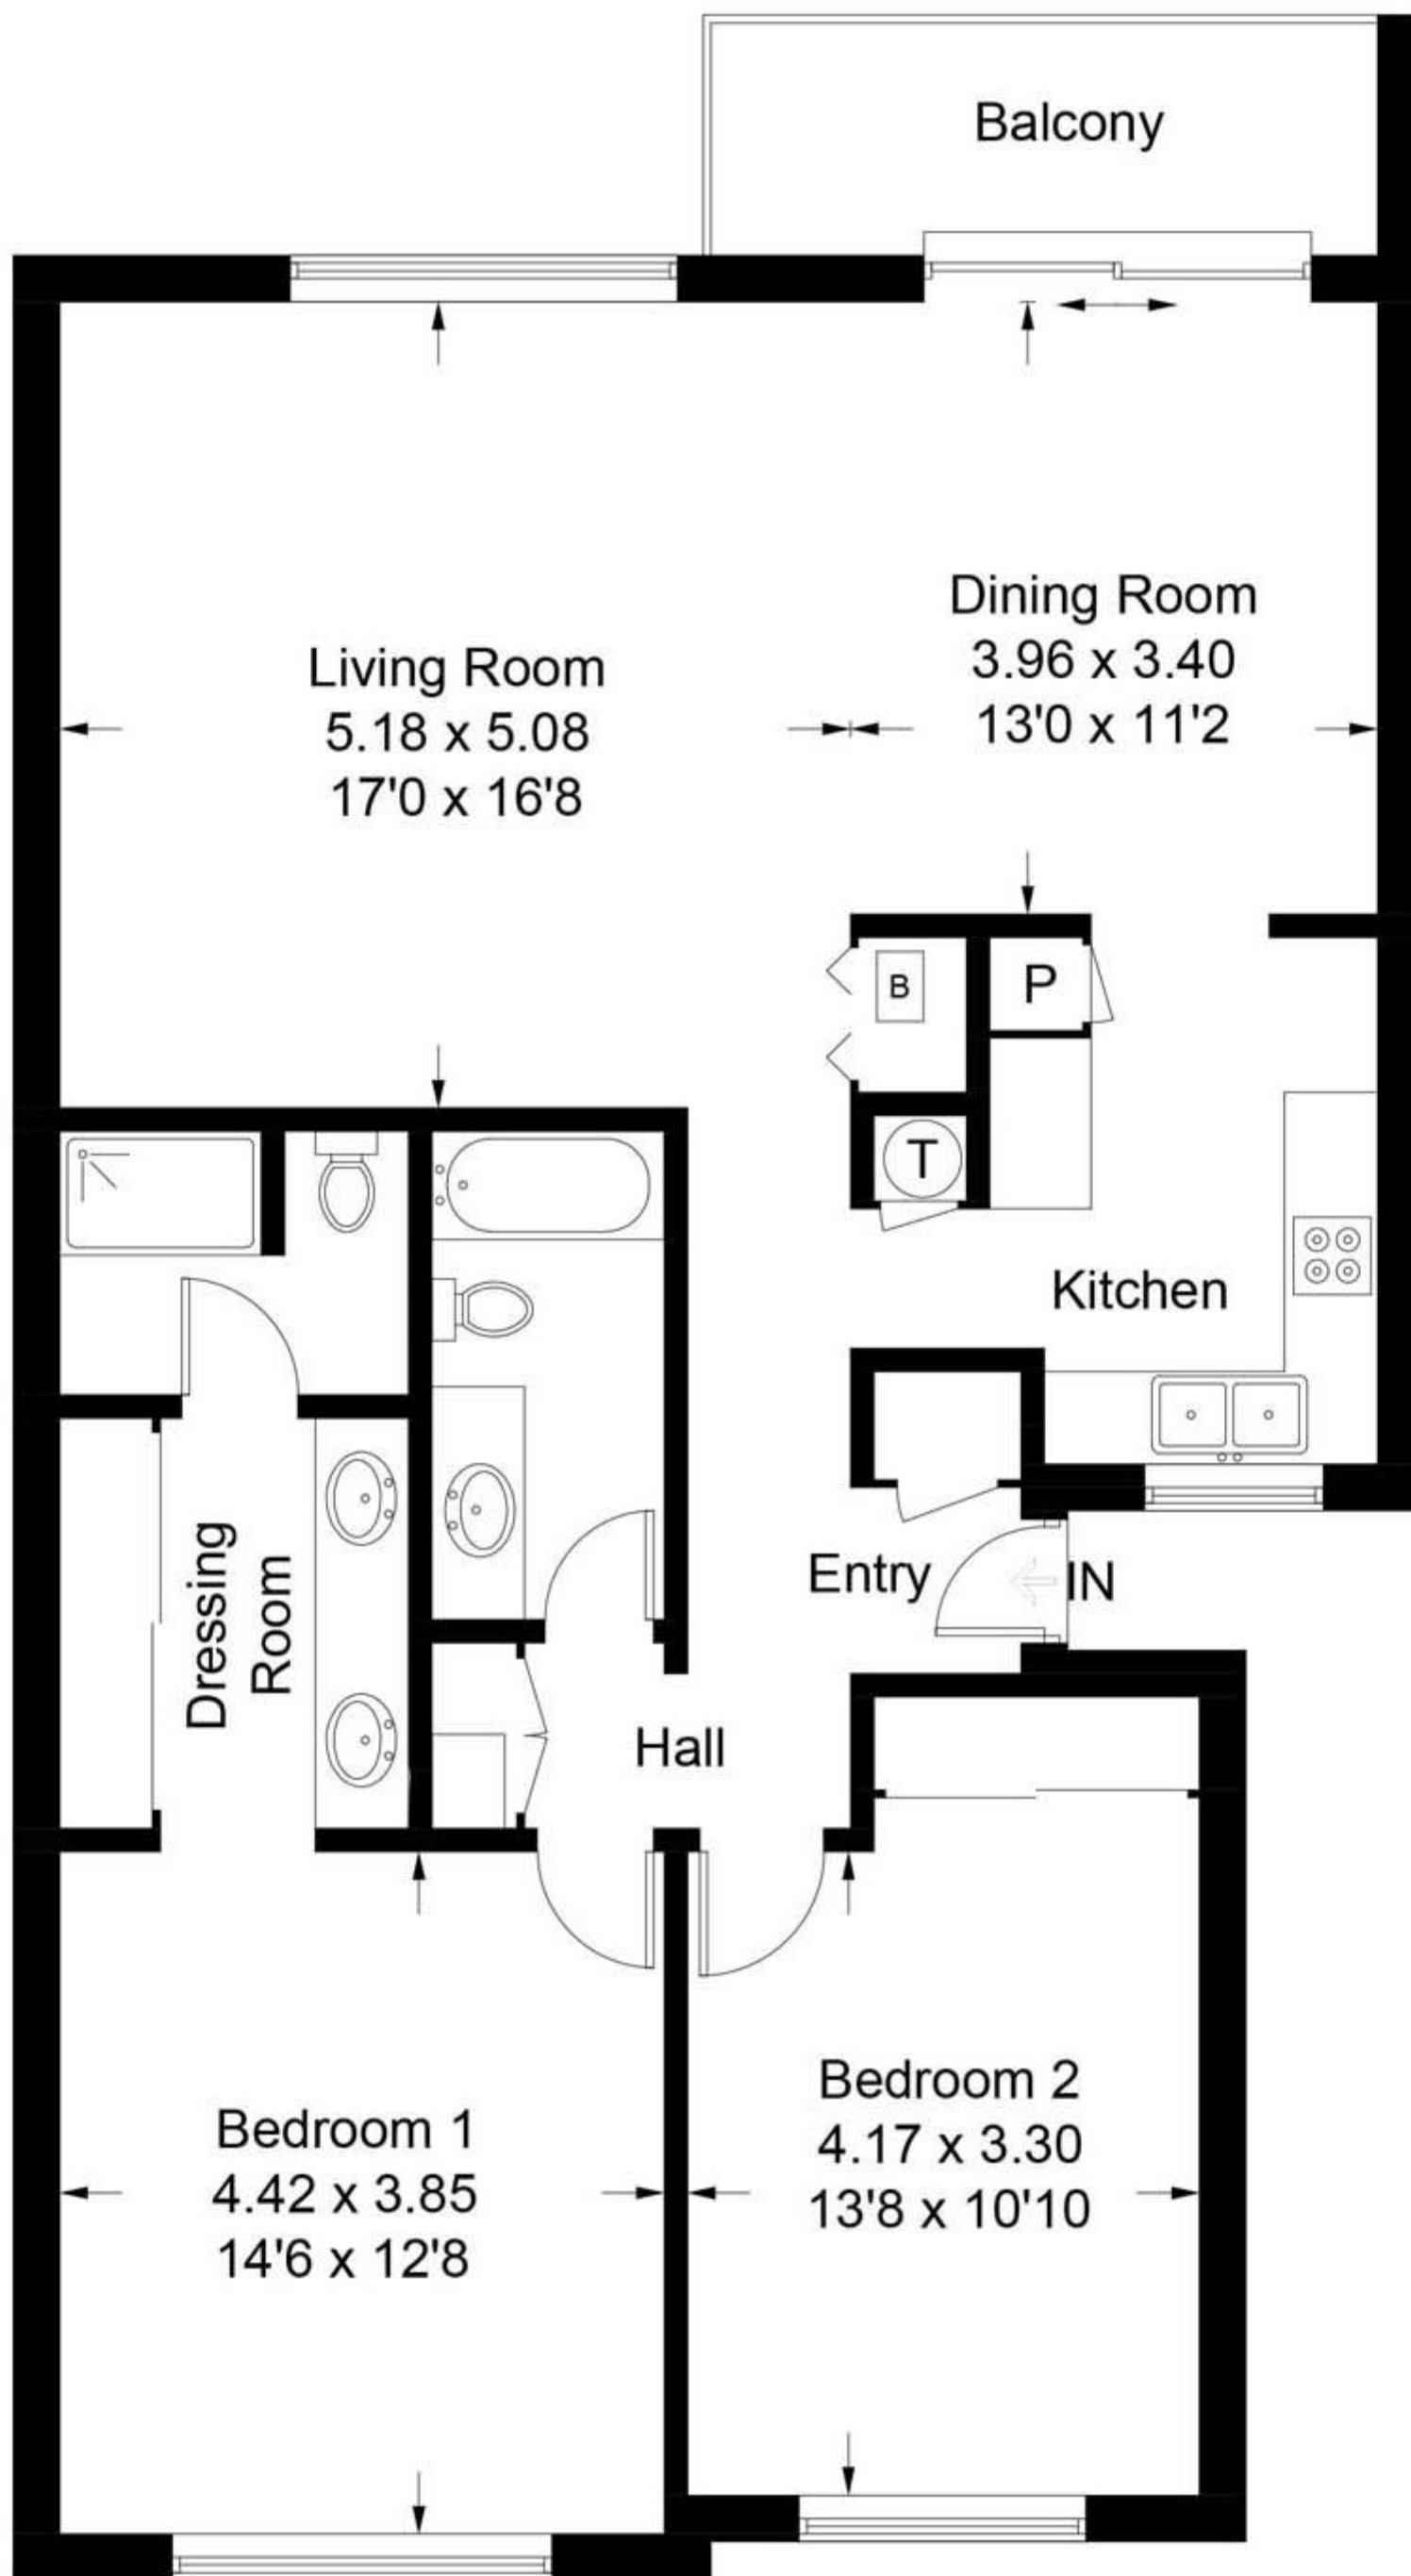 Balcony
Dining Room
3.96 x 3.40
13'0 x 11'2
Living Room
5.18 x 5.08
17'0 x 16'8
B
P
T
Kitchen
Dressing
Room
Entry
IN
Hall
Bedroom 2
4.17 x 3.30
13'8 x 10'10
Bedroom 1
4.42 x 3.85
14'6 x 12'8